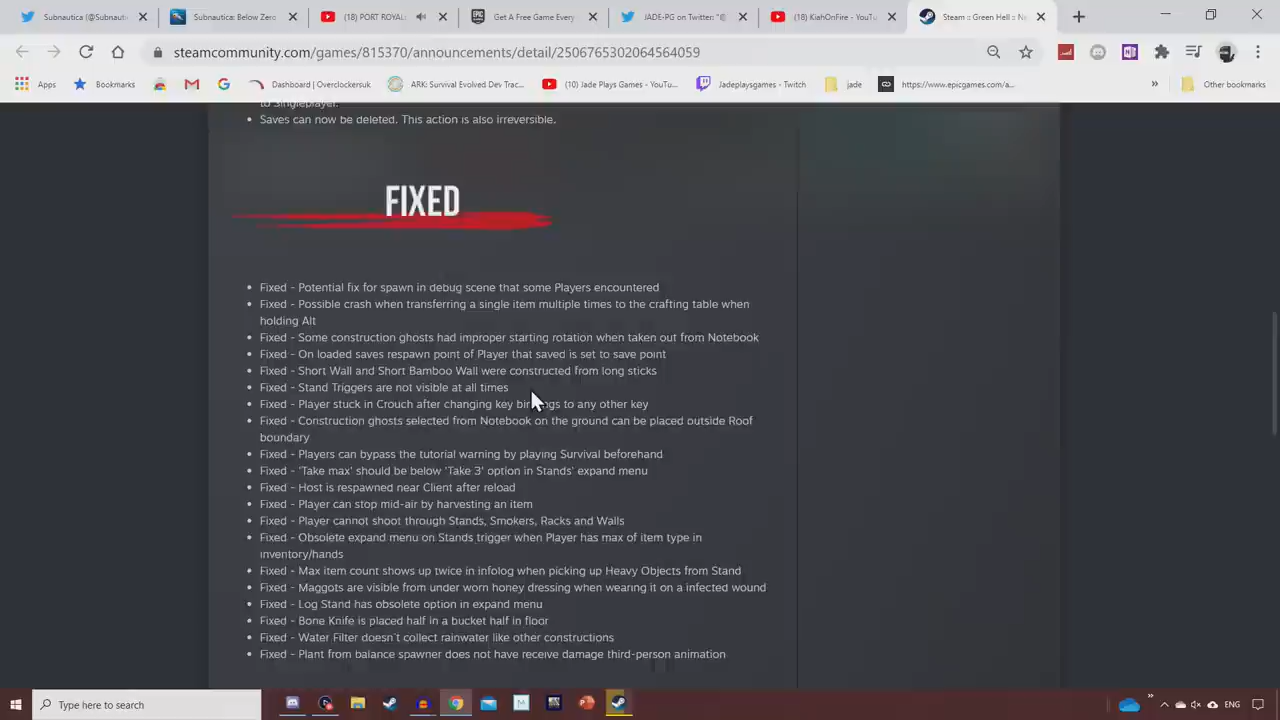 Subnautica (@Subnautica
Subnautica: Below Zero
(18) PORT ROYAL
Get A Free Game Every
JADE-PG on Twitter: "@
(18) KiahOnFire - YouTu
Steam :: Green Hell :: N
steamcommunity.com/games/815370/announcements/detail/2506765302064564059
Apps
Bookmarks
Dashboard | Overclockersuk
ARK: Survival Evolved Dev Trac...
(10) Jade Plays Games - YouTu...
Jadeplaysgames - Twitch
jade
https://www.epicgames.com/a...
»
Other bookmarks
to Singleplayer.
• Saves can now be deleted. This action is also irreversible.
FIXED
• Fixed - Potential fix for spawn in debug scene that some Players encountered
• Fixed - Possible crash when transferring a single item multiple times to the crafting table when
holding Alt
• Fixed - Some construction ghosts had improper starting rotation when taken out from Notebook
• Fixed - On loaded saves respawn point of Player that saved is set to save point
• Fixed - Short Wall and Short Bamboo Wall were constructed from long sticks
• Fixed - Stand Triggers are not visible at all times
• Fixed - Player stuck in Crouch after changing key bindings to any other key
• Fixed - Construction ghosts selected from Notebook on the ground can be placed outside Roof
boundary
• Fixed - Players can bypass the tutorial warning by playing Survival beforehand
• Fixed - 'Take max' should be below 'Take 3' option in Stands' expand menu
• Fixed - Host is respawned near Client after reload
• Fixed - Player can stop mid-air by harvesting an item
• Fixed - Player cannot shoot through Stands, Smokers, Racks and Walls
• Fixed - Obsolete expand menu on Stands trigger when Player has max of item type in
inventory/hands
• Fixed - Max item count shows up twice in infolog when picking up Heavy Objects from Stand
• Fixed - Maggots are visible from under worn honey dressing when wearing it on a infected wound
• Fixed - Log Stand has obsolete option in expand menu
• Fixed - Bone Knife is placed half in a bucket half in floor
• Fixed - Water Filter doesn't collect rainwater like other constructions
• Fixed - Plant from balance spawner does not have receive damage third-person animation
Type here to search
ENG